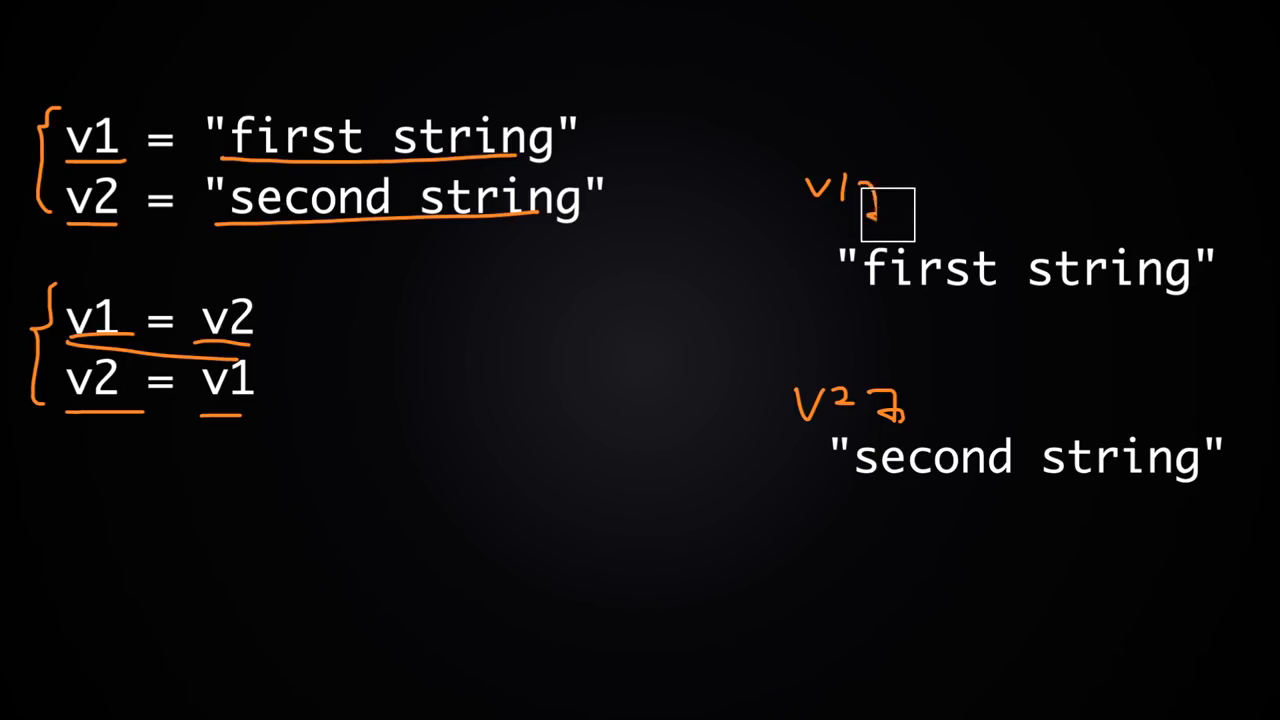 v1 = "first string"
v2 = "second string"
v1 = v2
v2 = v1
v1
"first string"
v2
"second string"